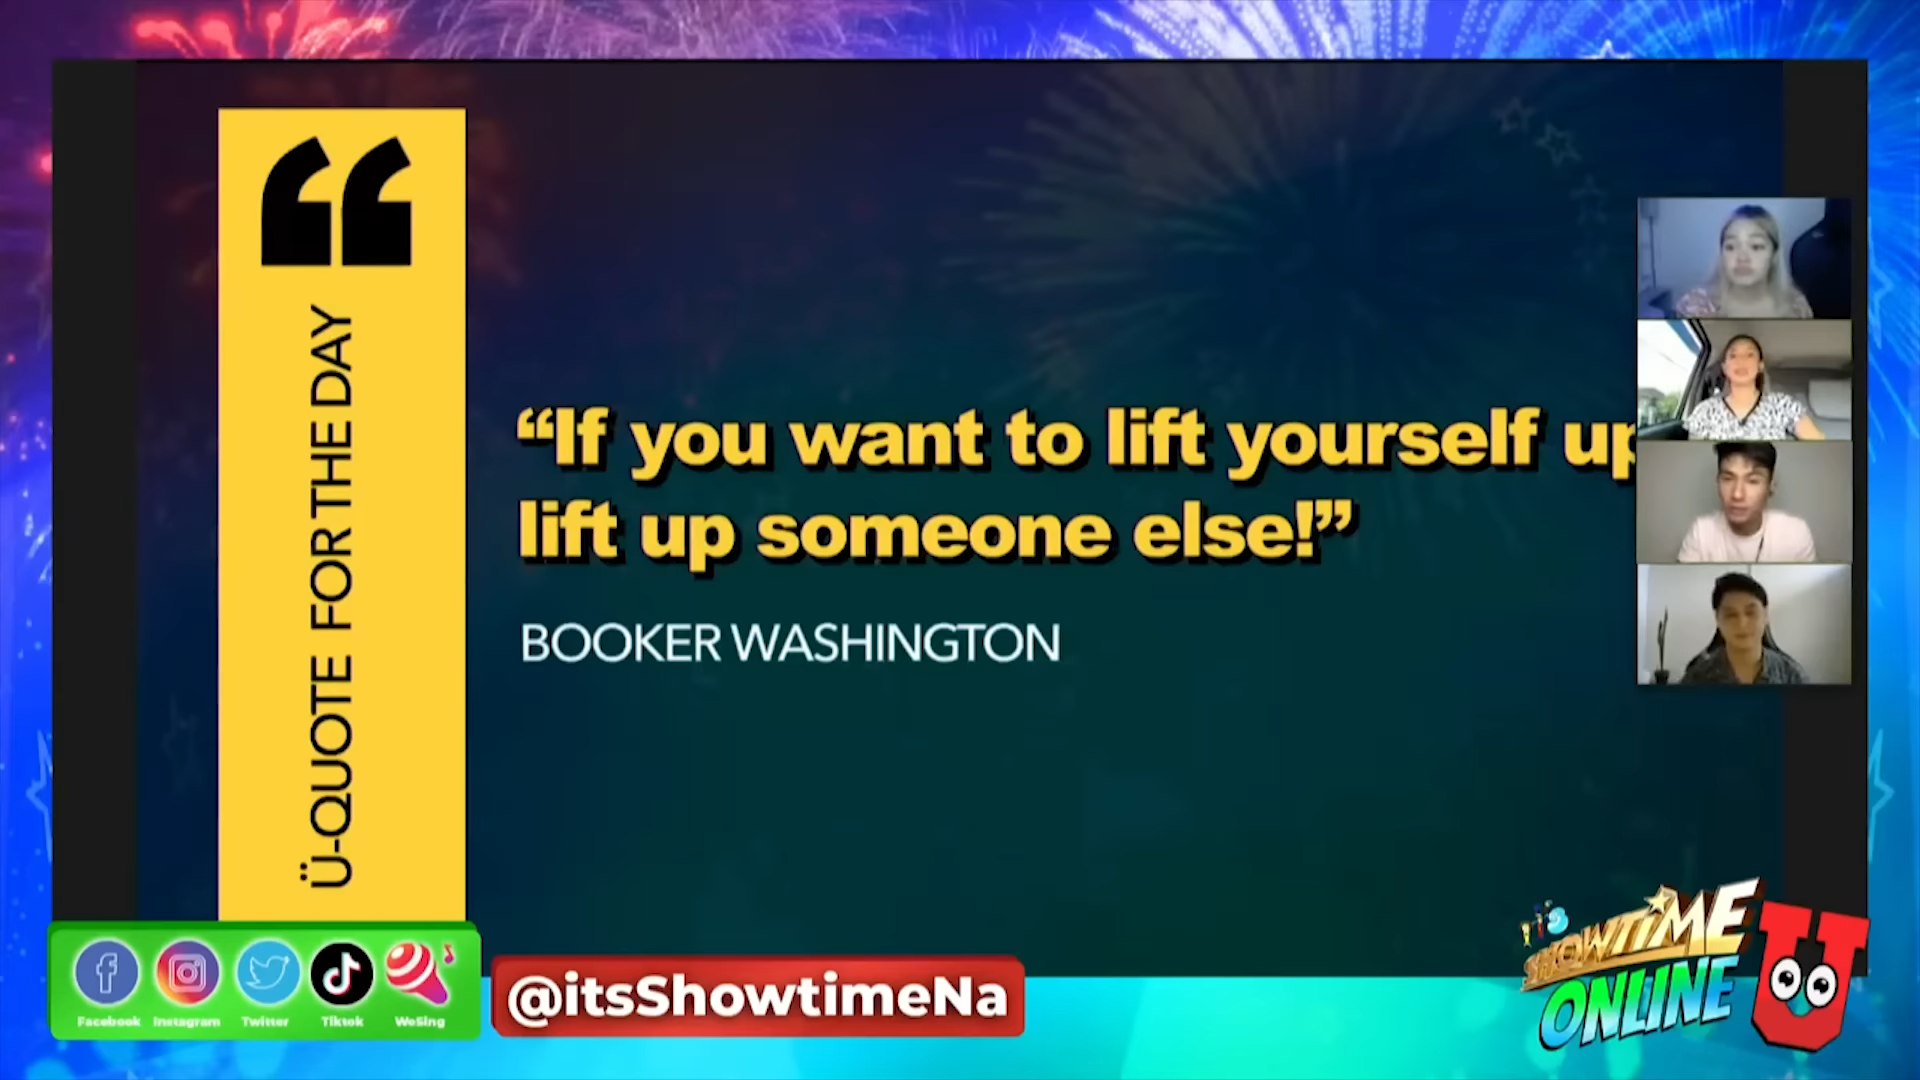 Ü-QUOTE FOR THE DAY
“If you want to lift yourself up
lift up someone else!”
BOOKER WASHINGTON
Facebook Instagram Twitter Tiktok WeSing
@itsShowtimeNa
it's
SHOWTIME
ONLINE U